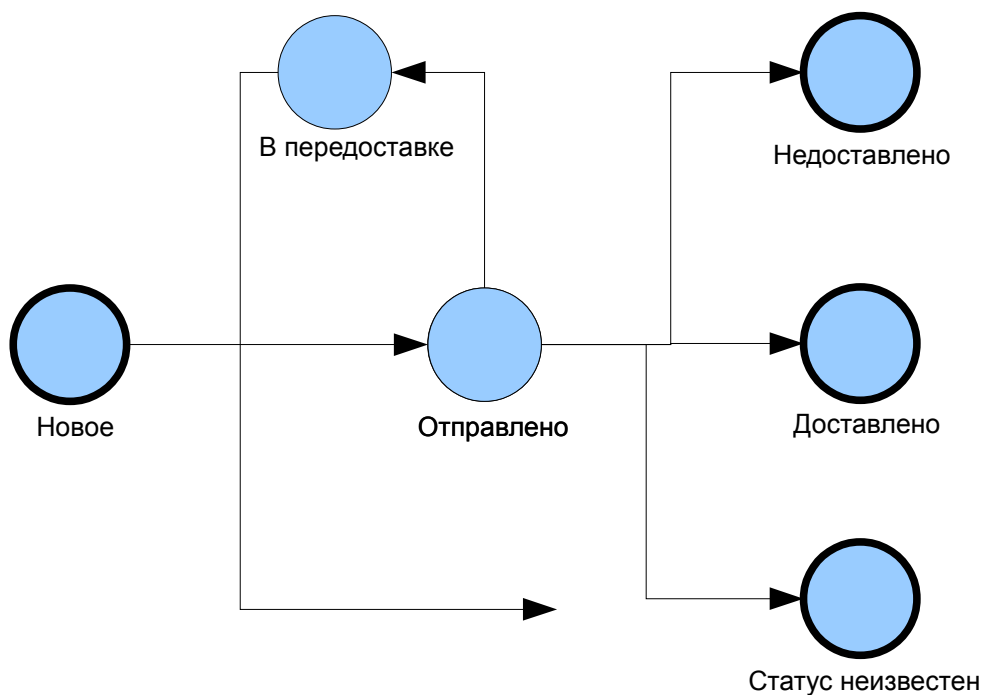 В передоставке
Недоставлено
Новое
Отправлено
Доставлено
Статус неизвестен